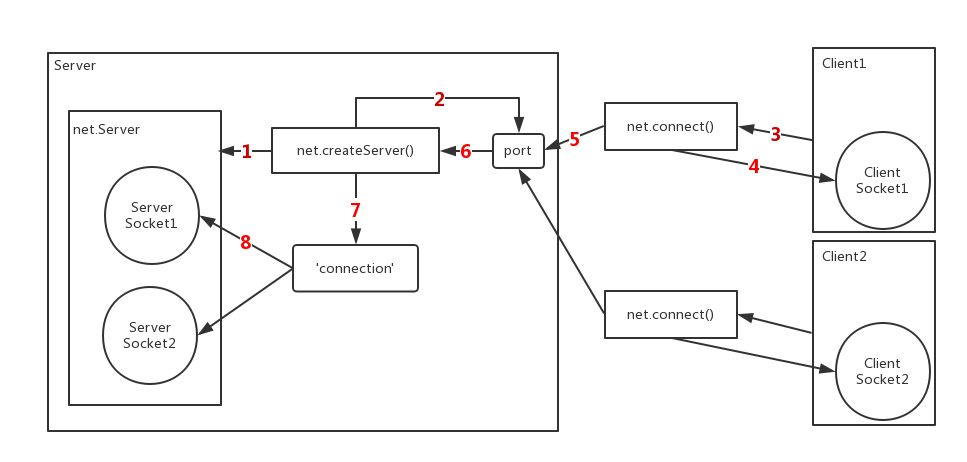 Server
net.Server
Server
Socket1
Server
Socket2
1
net.createServer()
2
port
6
7
'connection'
8
5
net.connect()
3
4
Client1
Client
Socket1
net.connect()
Client2
Client
Socket2